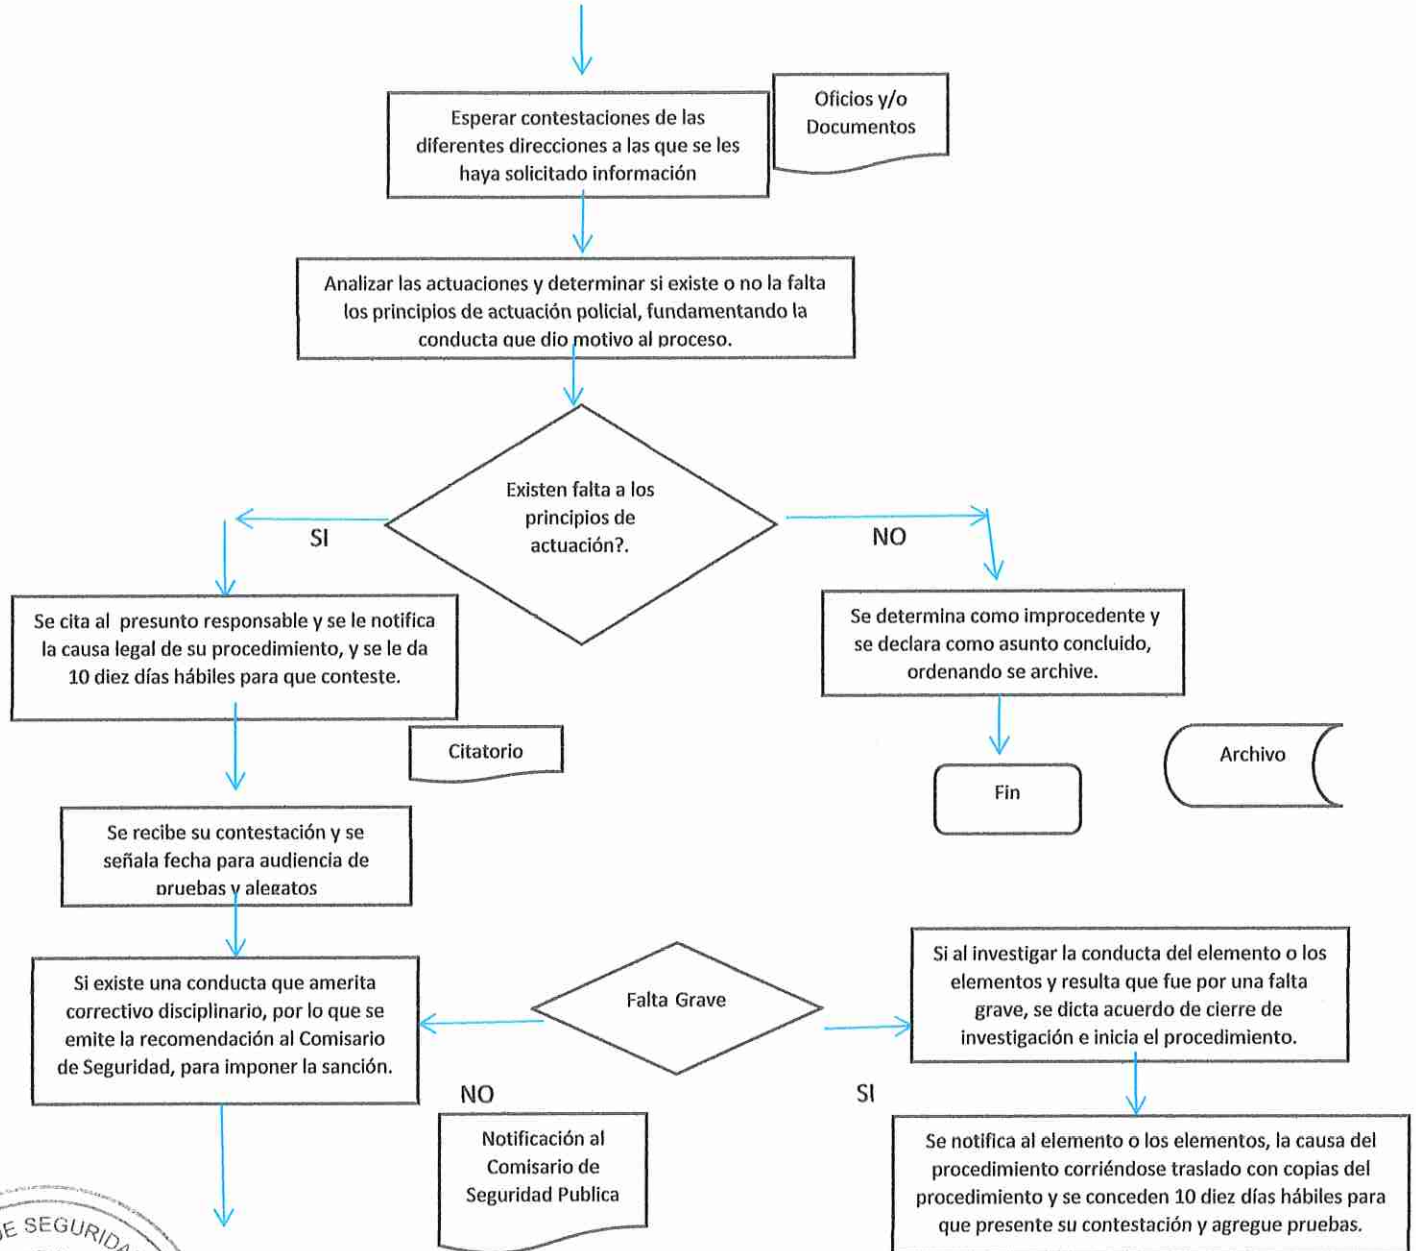 Esperar contestaciones de las
diferentes direcciones a las que se les
haya solicitado información
Oficios y/o
Documentos
Analizar las actuaciones y determinar si existe o no la falta
los principios de actuación policial, fundamentando la
conducta que dio motivo al proceso.
Existen falta a los
principios de
actuación?.
SI
NO
Se cita al presunto responsable y se le notifica
la causa legal de su procedimiento, y se le da
10 diez días hábiles para que conteste.
Se determina como improcedente y
se declara como asunto concluido,
ordenando se archive.
Citatorio
Fin
Archivo
Se recibe su contestación y se
señala fecha para audiencia de
pruebas y alegatos
Si existe una conducta que amerita
correctivo disciplinario, por lo que se
emite la recomendación al Comisario
de Seguridad, para imponer la sanción.
Falta Grave
Si al investigar la conducta del elemento o los
elementos y resulta que fue por una falta
grave, se dicta acuerdo de cierre de
investigación e inicia el procedimiento.
NO
SI
Notificación al
Comisario de
Seguridad Publica
Se notifica al elemento o los elementos, la causa del
procedimiento corriéndose traslado con copias del
procedimiento y se conceden 10 diez días hábiles para
que presente su contestación y agregue pruebas.
DE SEGURIDA